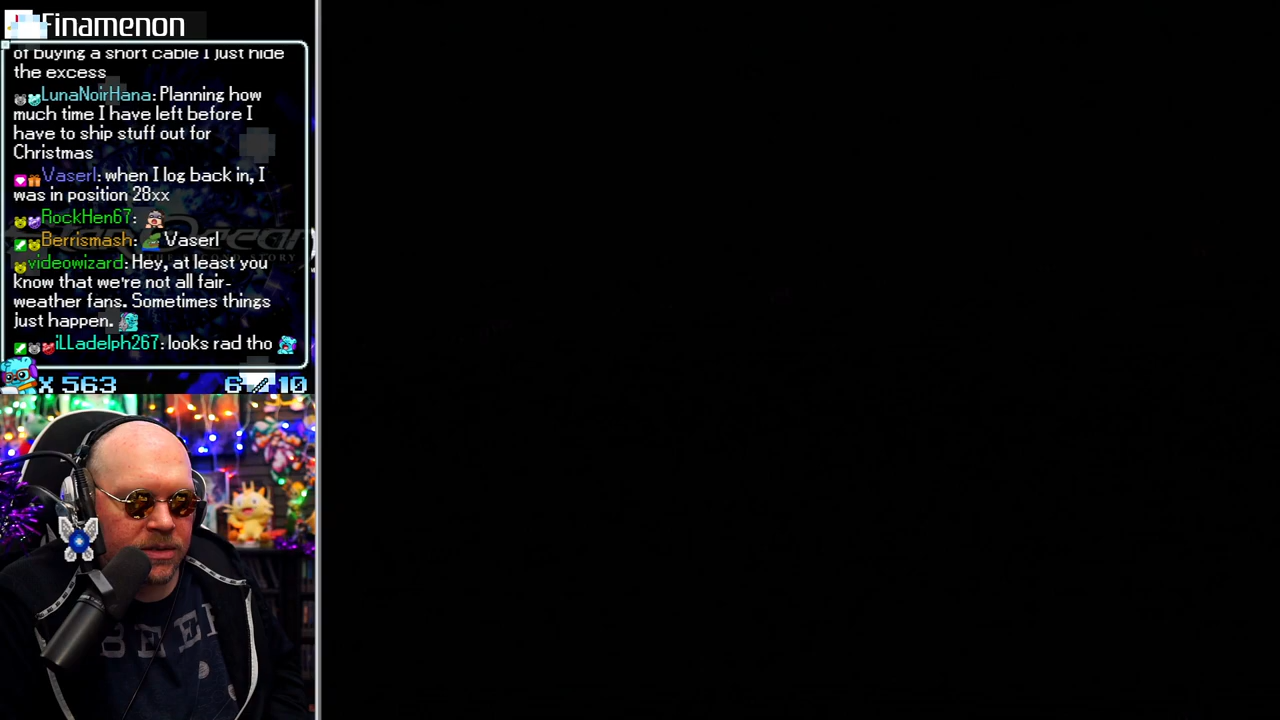 Finamenon
of buying a short cable I just hide
the excess
LunaNoirHana: Planning how
much time I have left before I
have to ship stuff out for
Christmas
Vaserl: when I log back in, I
was in position 28xx
RockHen67:
Berrismash: Vaserl
videowizard: Hey, at least you
know that we're not all fair-
weather fans. Sometimes things
just happen.
iLLadelph267: looks rad tho
X 563 6 10
BEER